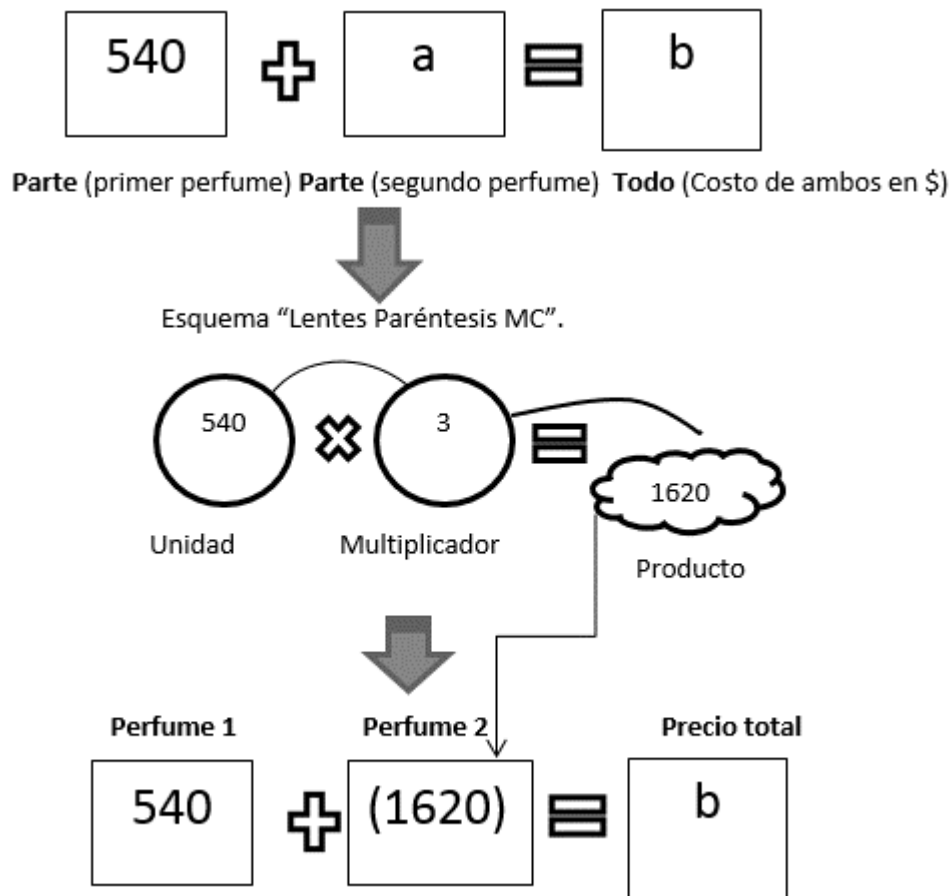 540 + a = b
Parte (primer perfume) Parte (segundo perfume) Todo (Costo de ambos en $)
Esquema “Lentes Paréntesis MC”.
540 × 3 =
1620
Unidad Multiplicador
Producto
Perfume 1 Perfume 2 Precio total
540 + (1620) = b